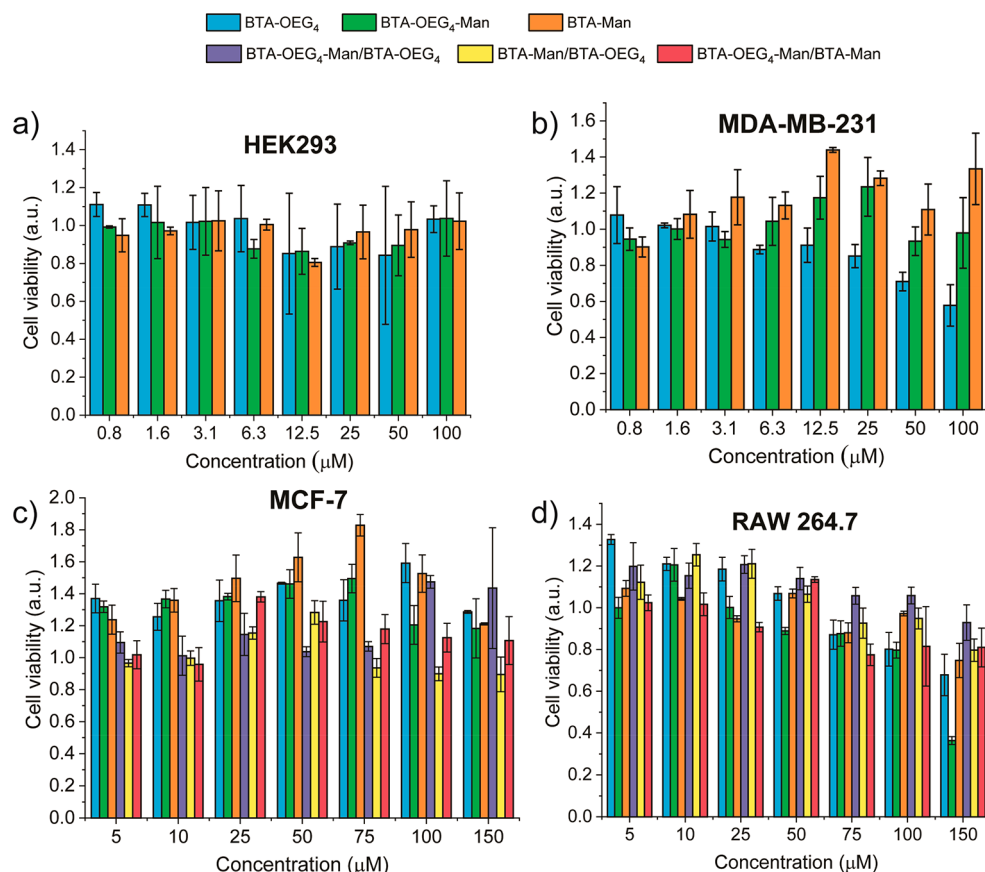 BTA-OEG₄ BTA-OEG₄-Man BTA-Man
BTA-OEG₄-Man/BTA-OEG₄ BTA-Man/BTA-OEG₄ BTA-OEG₄-Man/BTA-Man
a)
HEK293
Cell viability (a.u.)
1.4
1.2
1.0
0.8
0.6
0.4
0.2
0.0
0.8 1.6 3.1 6.3 12.5 25 50 100
Concentration (μM)
b)
MDA-MB-231
Cell viability (a.u.)
1.6
1.4
1.2
1.0
0.8
0.6
0.4
0.2
0.0
0.8 1.6 3.1 6.3 12.5 25 50 100
Concentration (μM)
c)
MCF-7
Cell viability (a.u.)
2.0
1.8
1.6
1.4
1.2
1.0
0.8
0.6
0.4
0.2
0.0
5 10 25 50 75 100 150
Concentration (μM)
d)
RAW 264.7
Cell viability (a.u.)
1.4
1.2
1.0
0.8
0.6
0.4
0.2
0.0
5 10 25 50 75 100 150
Concentration (μM)